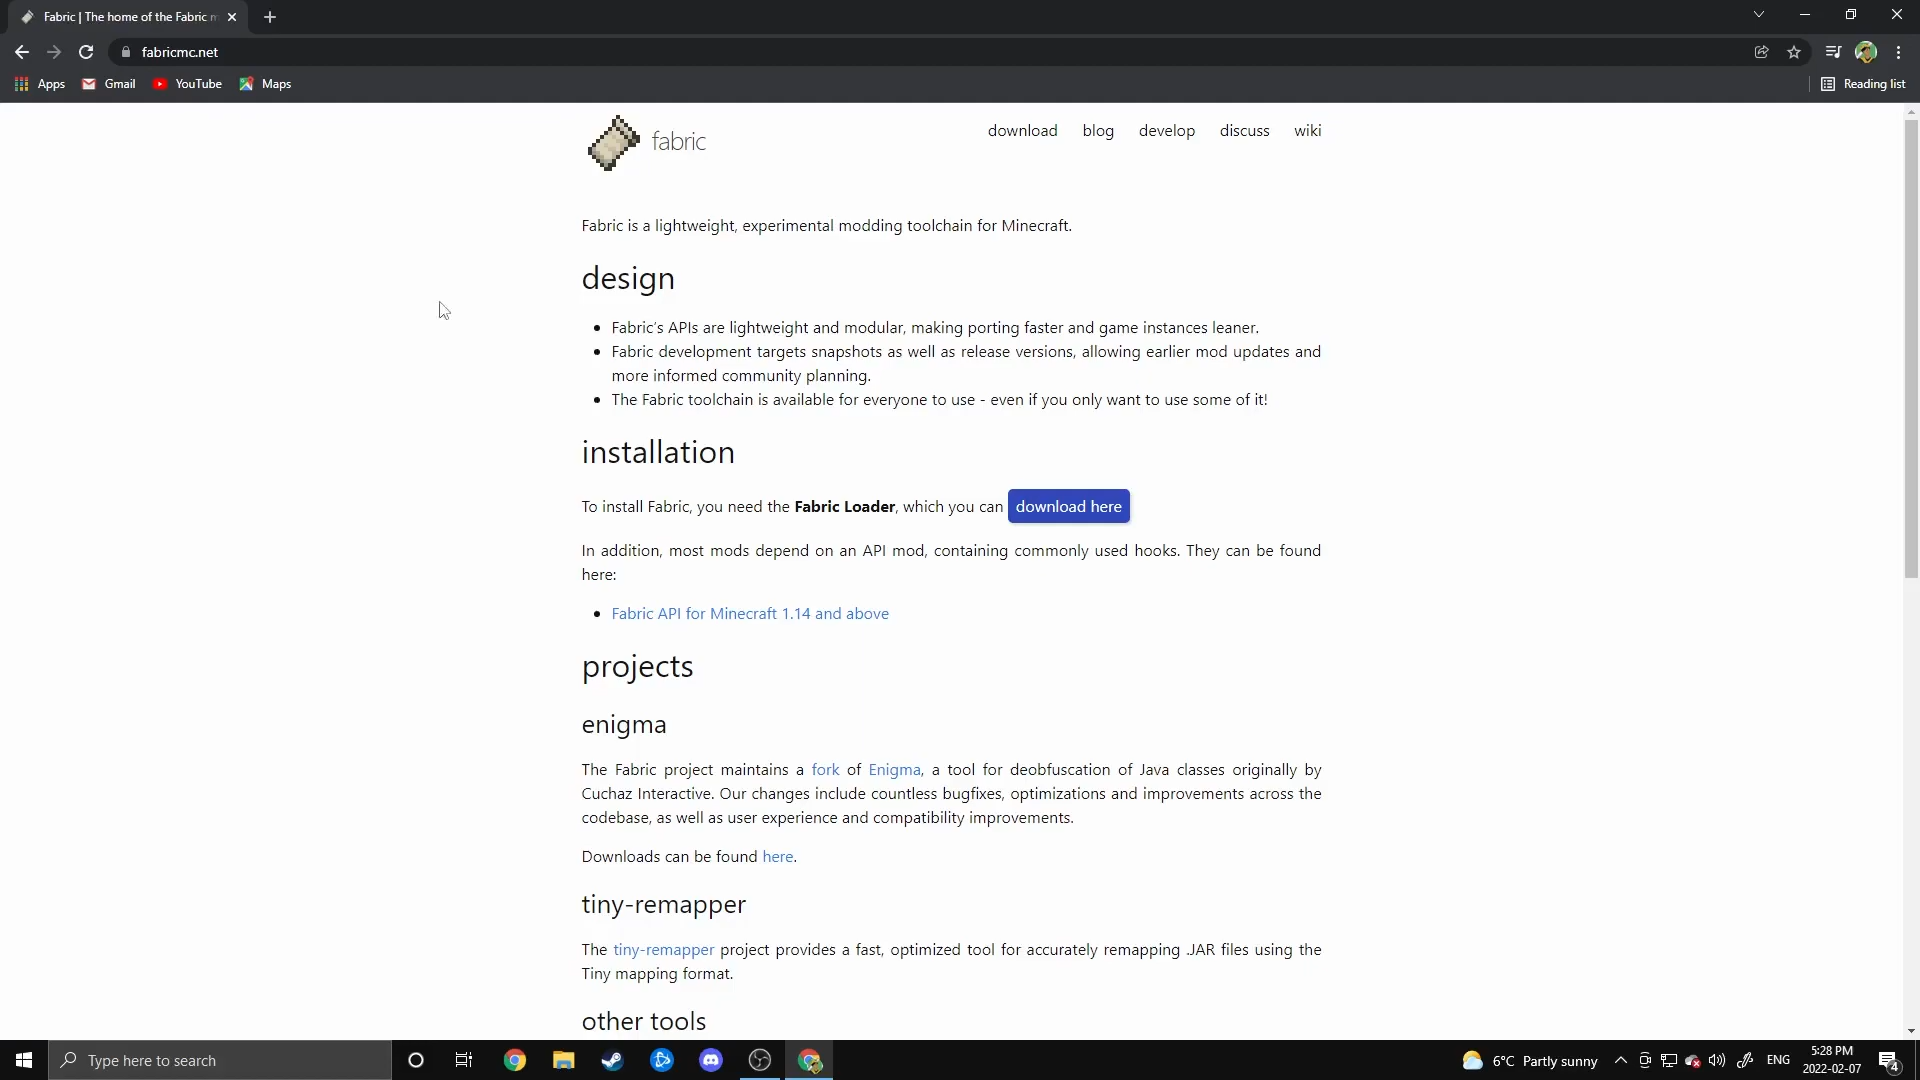 Fabric | The home of the Fabric m
fabricmc.net
Apps Gmail YouTube Maps Reading list
fabric download blog develop discuss wiki
Fabric is a lightweight, experimental modding toolchain for Minecraft.
design
Fabric's APIs are lightweight and modular, making porting faster and game instances leaner.
Fabric development targets snapshots as well as release versions, allowing earlier mod updates and
more informed community planning.
The Fabric toolchain is available for everyone to use - even if you only want to use some of it!
installation
To install Fabric, you need the Fabric Loader, which you can download here
In addition, most mods depend on an API mod, containing commonly used hooks. They can be found
here:
Fabric API for Minecraft 1.14 and above
projects
enigma
The Fabric project maintains a fork of Enigma, a tool for deobfuscation of Java classes originally by
Cuchaz Interactive. Our changes include countless bugfixes, optimizations and improvements across the
codebase, as well as user experience and compatibility improvements.
Downloads can be found here.
tiny-remapper
The tiny-remapper project provides a fast, optimized tool for accurately remapping .JAR files using the
Tiny mapping format.
other tools
Type here to search
6°C Partly sunny
ENG
5:28 PM
2022-02-07
4